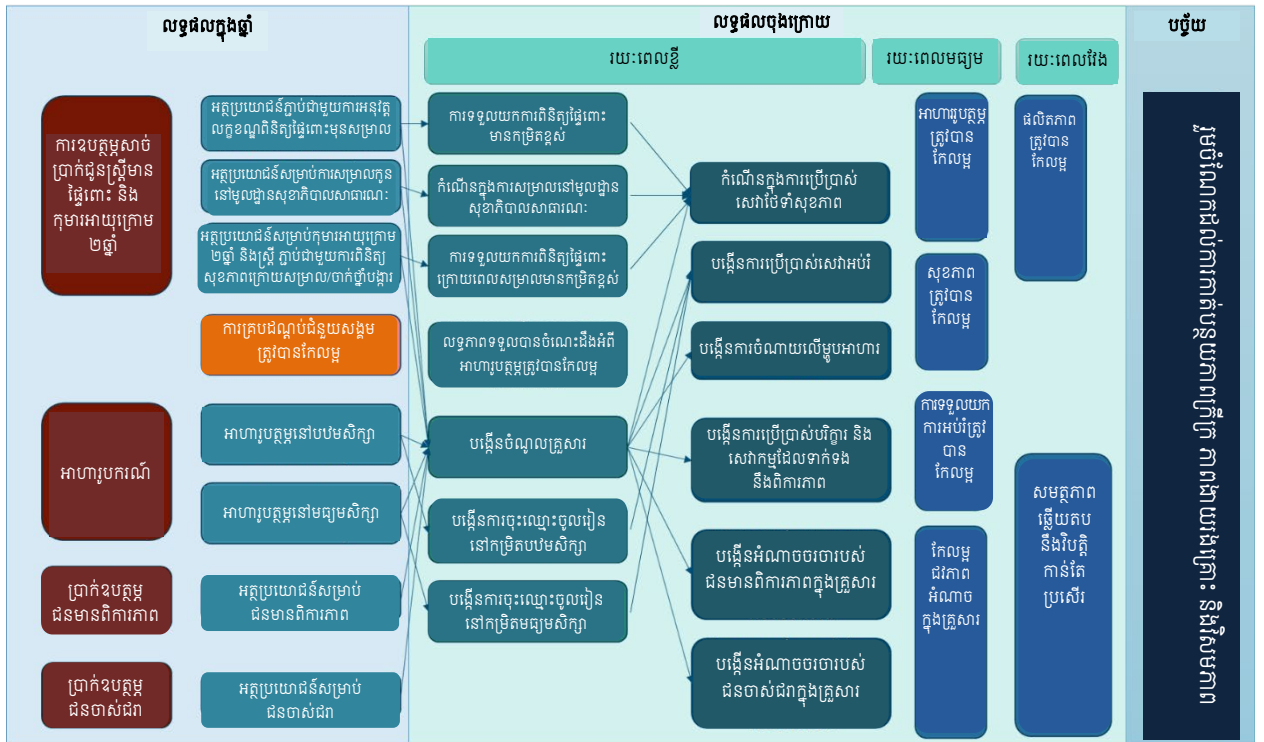 លទ្ធផលក្នុងឆ្នាំ
លទ្ធផលចុងក្រោយ
បច្ច័យ
រយៈពេលខ្លី
រយៈពេលមធ្យម
រយៈពេលវែង
ការឧបត្ថម្ភសាច់
ប្រាក់ជូនស្ត្រីមាន
ផ្ទៃពោះ និង
កុមារអាយុក្រោម
២ឆ្នាំ
អាហារូបករណ៍
ប្រាក់ឧបត្ថម្ភ
ជនមានពិការភាព
ប្រាក់ឧបត្ថម្ភ
ជនចាស់ជរា
អត្ថប្រយោជន៍ភ្ជាប់ជាមួយការអនុវត្ត
លក្ខខណ្ឌពិនិត្យផ្ទៃពោះមុនសម្រាល
អត្ថប្រយោជន៍សម្រាប់ការសម្រាលកូន
នៅមូលដ្ឋានសុខាភិបាលសាធារណៈ
អត្ថប្រយោជន៍សម្រាប់កុមារអាយុក្រោម
២ឆ្នាំ និងស្ត្រី ភ្ជាប់ជាមួយការពិនិត្យ
សុខភាពក្រោយសម្រាល/ចាក់ថ្នាំបង្ការ
ការគ្របដណ្តប់ជំនួយសង្គម
ត្រូវបានកែលម្អ
អាហារូបត្ថម្ភនៅបឋមសិក្សា
អាហារូបត្ថម្ភនៅមធ្យមសិក្សា
អត្ថប្រយោជន៍សម្រាប់
ជនមានពិការភាព
អត្ថប្រយោជន៍សម្រាប់
ជនចាស់ជរា
ការទទួលយកការពិនិត្យផ្ទៃពោះ
មានកម្រិតខ្ពស់
កំណើនក្នុងការសម្រាលនៅមូលដ្ឋាន
សុខាភិបាលសាធារណៈ
ការទទួលយកការពិនិត្យផ្ទៃពោះ
ក្រោយពេលសម្រាលមានកម្រិតខ្ពស់
លទ្ធភាពទទួលបានចំណេះដឹងអំពី
អាហារូបត្ថម្ភត្រូវបានកែលម្អ
បង្កើនចំណូលគ្រួសារ
បង្កើនការចុះឈ្មោះចូលរៀន
នៅកម្រិតបឋមសិក្សា
បង្កើនការចុះឈ្មោះចូលរៀន
នៅកម្រិតមធ្យមសិក្សា
កំណើនក្នុងការប្រើប្រាស់
សេវាថែទាំសុខភាព
បង្កើនការប្រើប្រាស់សេវាអប់រំ
បង្កើនការចំណាយលើម្ហូបអាហារ
បង្កើនការប្រើប្រាស់បរិក្ខារ និង
សេវាកម្មដែលទាក់ទង
នឹងពិការភាព
បង្កើនអំណាចចរចារបស់
ជនមានពិការភាពក្នុងគ្រួសារ
បង្កើនអំណាចចរចារបស់
ជនចាស់ជរាក្នុងគ្រួសារ
អាហាររូបត្ថម្ភ
ត្រូវបាន
កែលម្អ
សុខភាព
ត្រូវបាន
កែលម្អ
ការទទួលយក
ការអប់រំត្រូវ
បាន
កែលម្អ
កែលម្អ
ជវភាព
អំណាច
ក្នុងគ្រួសារ
ផលិតភាព
ត្រូវបាន
កែលម្អ
សមត្ថភាព
ឆ្លើយតប
នឹងវិបត្តិ
កាន់តែ
ប្រសើរ
រួមចំណែកដល់ការកាត់បន្ថយភាពក្រីក្រ ភាពងាយរងគ្រោះ និងវិសមភាព